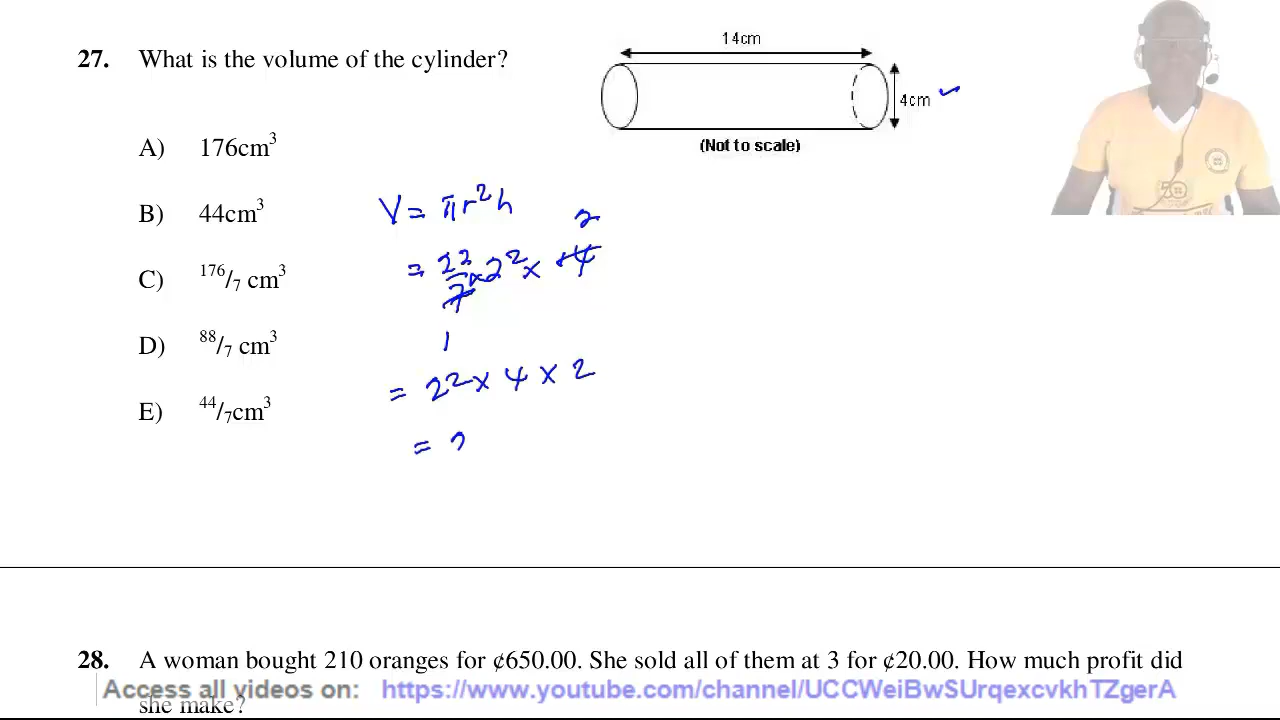 27. What is the volume of the cylinder?
14cm
4cm
(Not to scale)
A) 176cm³
B) 44cm³
C) ¹⁷⁶/₇ cm³
D) ⁸⁸/₇ cm³
E) ⁴⁴/₇cm³
V = πr²h
2
= 22/7 × 2² × 14
1
= 22 × 4 × 2
=
28. A woman bought 210 oranges for ¢650.00. She sold all of them at 3 for ¢20.00. How much profit did
she make?
Access all videos on: https://www.youtube.com/channel/UCCWeiBwSUrqexcvkhTZgerA